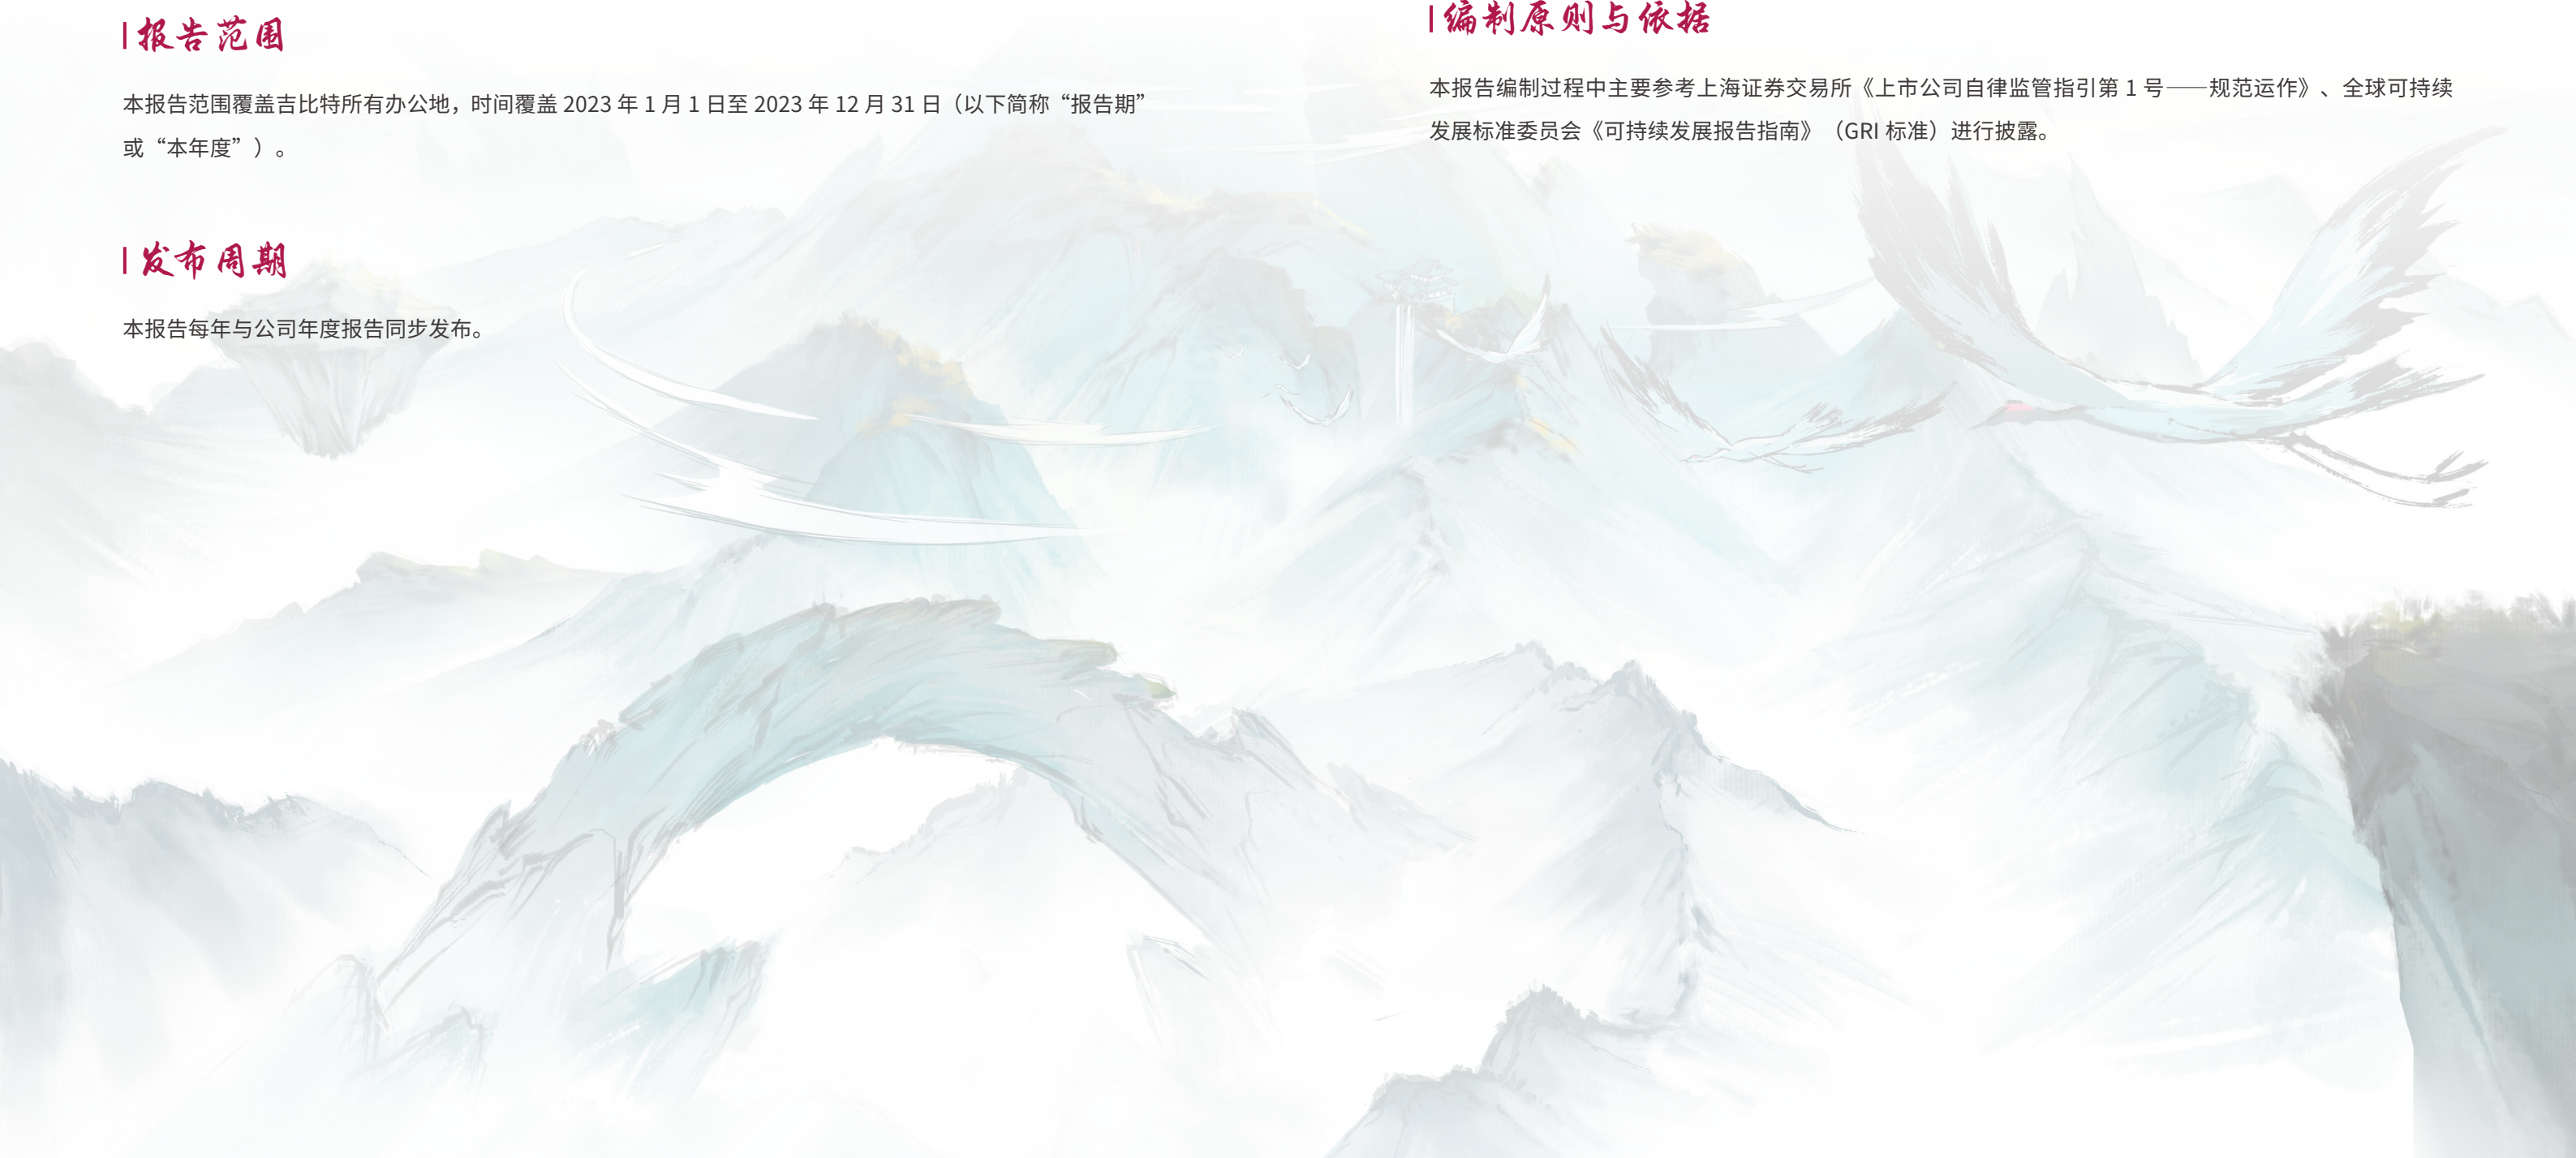 报告范围
本报告范围覆盖吉比特所有办公地，时间覆盖 2023 年 1 月 1 日至 2023 年 12 月 31 日（以下简称“报告期”
或“本年度”）。
发布周期
本报告每年与公司年度报告同步发布。
编制原则与依据
本报告编制过程中主要参考上海证券交易所《上市公司自律监管指引第 1 号——规范运作》、全球可持续
发展标准委员会《可持续发展报告指南》（GRI 标准）进行披露。